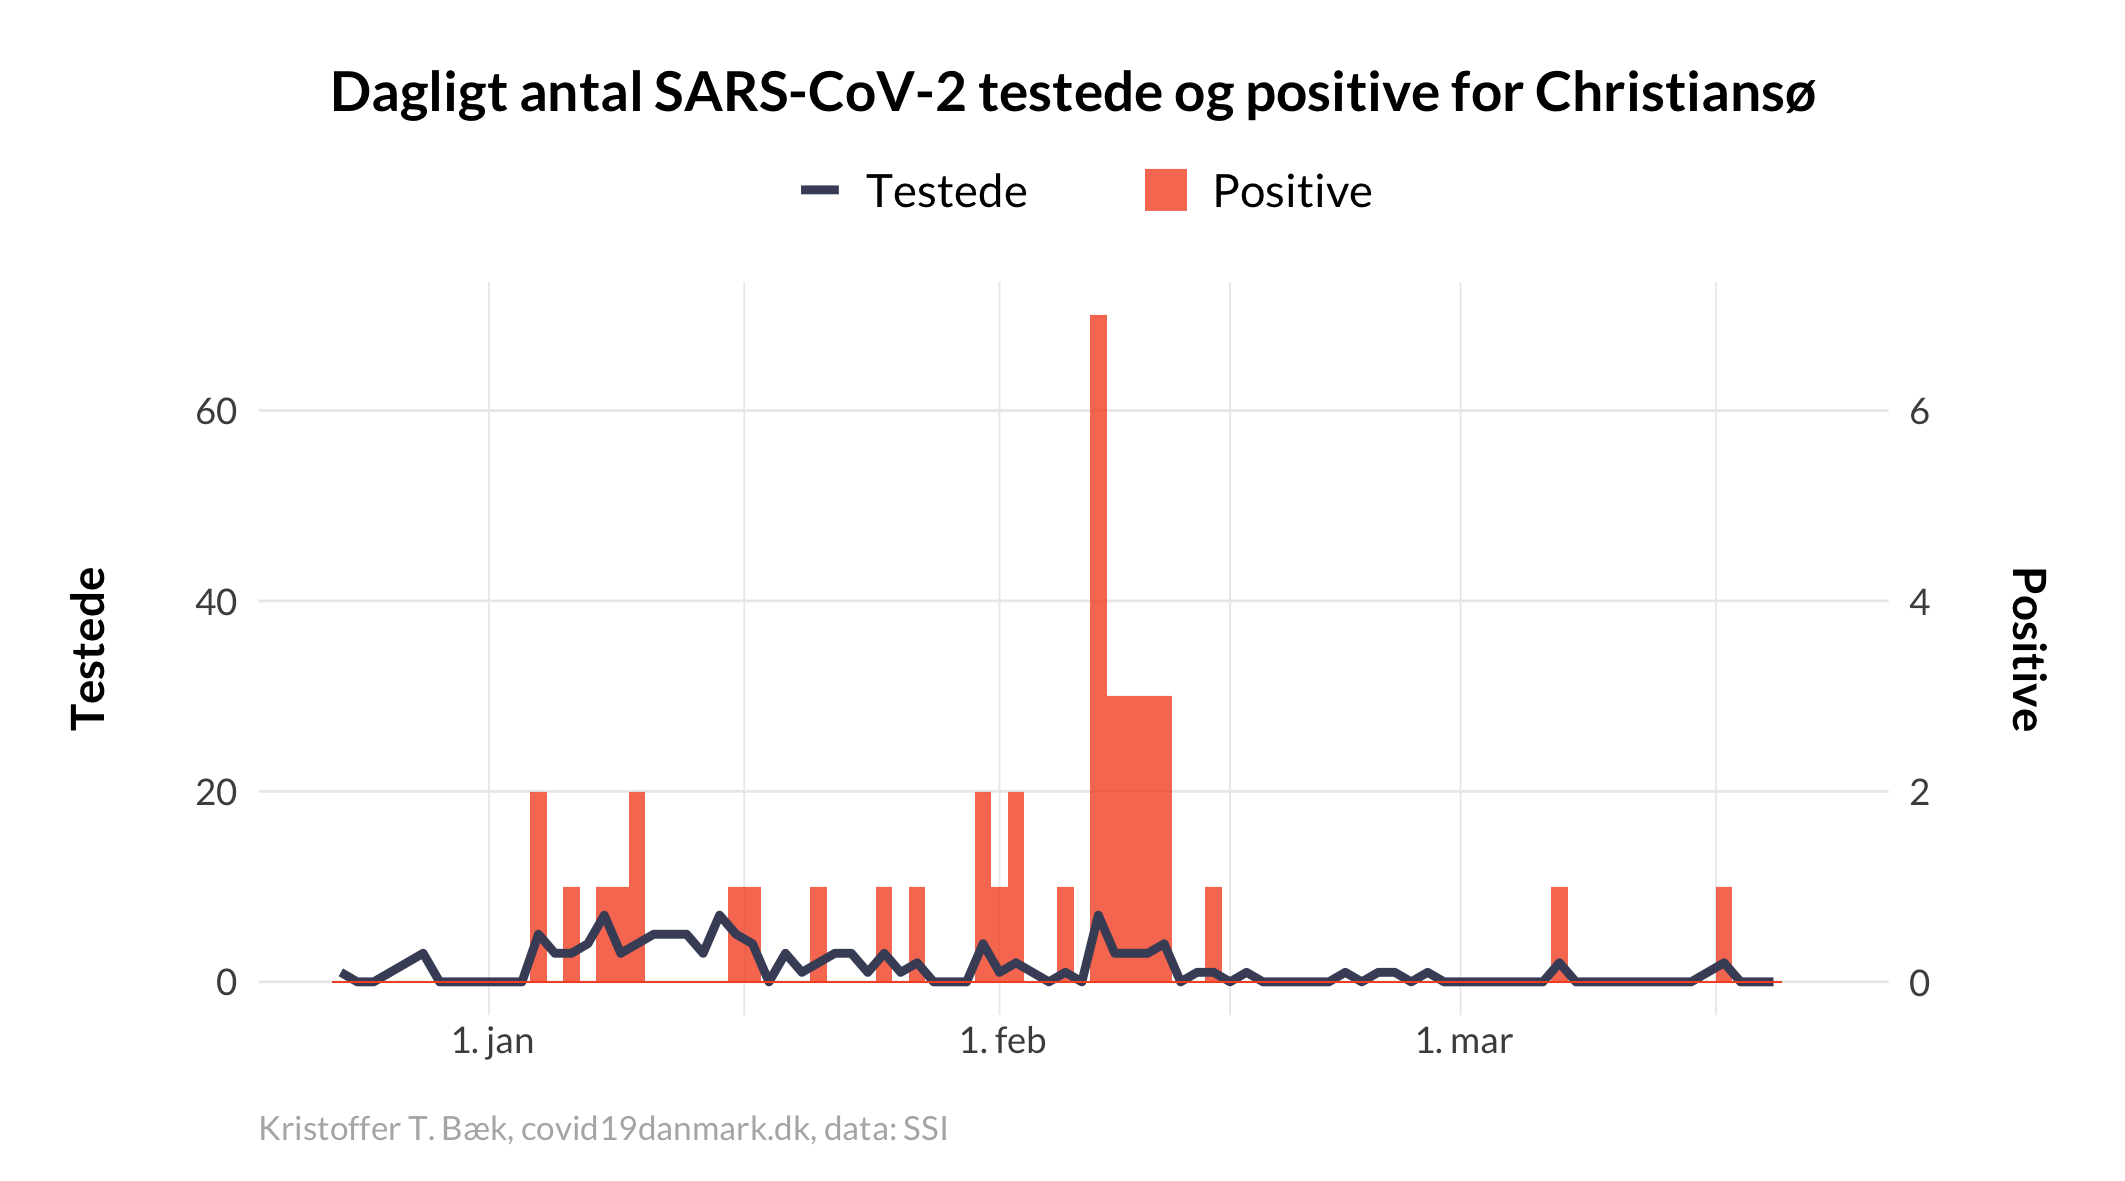 Dagligt antal SARS-CoV-2 testede og positive for Christiansø
Testede Positive
60 6
40 4
Testede
Positive
20 2
0 0
1. jan 1. feb 1. mar
Kristoffer T. Bæk, covid19danmark.dk, data: SSI